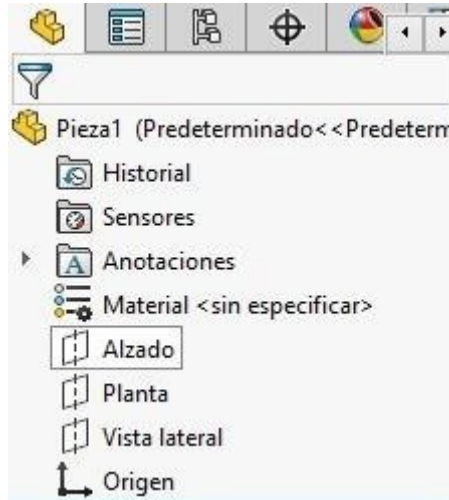 Pieza1 (Predeterminado<<Predeterm
Historial
Sensores
A Anotaciones
Material <sin especificar>
Alzado
Planta
Vista lateral
Origen